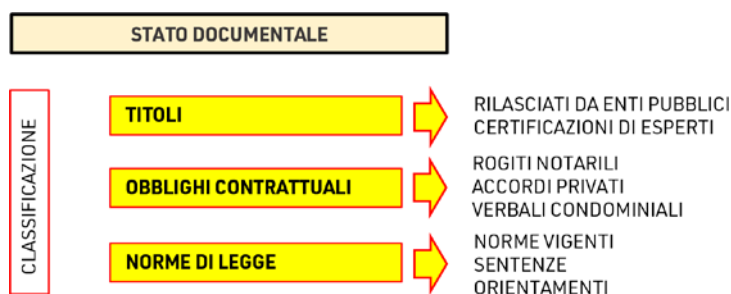 STATO DOCUMENTALE
CLASSIFICAZIONE
TITOLI
RILASCIATI DA ENTI PUBBLICI
CERTIFICAZIONI DI ESPERTI
OBBLIGHI CONTRATTUALI
ROGITI NOTARILI
ACCORDI PRIVATI
VERBALI CONDOMINIALI
NORME DI LEGGE
NORME VIGENTI
SENTENZE
ORIENTAMENTI